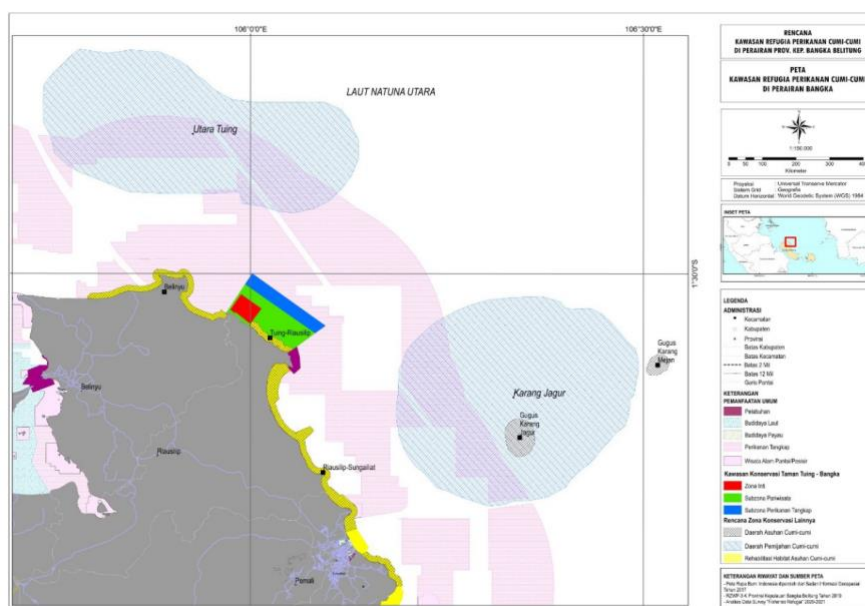 106°0'0"E
106°30'0"E
LAUT NATUNA UTARA
Utara Tuing
1°30'0"S
Belinyu
Tuing-Riausilip
Gugus
Karang
Karang Jagur
Belinyu
Gugus
Karang
Jagur
Riausilip
Riausilip-Sungailiat
Pemali
RENCANA
KAWASAN REFUGIA PERIKANAN CUMI-CUMI
DI PERAIRAN PROV. KEP. BANGKA BELITUNG
PETA
KAWASAN REFUGIA PERIKANAN CUMI-CUMI
DI PERAIRAN BANGKA
0 50 100 200 300
Kilometer
Proyeksi : Universal Transverse Mercator
Sistem Grid : Geografis
Datum Horizontal : World Geodetic System (WGS) 1984
INSET PETA
LEGENDA
ADMINISTRASI
Kecamatan
Kabupaten
Provinsi
Batas Kabupaten
Batas Kecamatan
Batas 2 Mil
Batas 12 Mil
Garis Pantai
KETERANGAN
PEMANFAATAN UMUM
Pelabuhan
Budidaya Laut
Budidaya Payau
Perikanan Tangkap
Wisata Alam Pantai/Pesisir
Kawasan Konservasi Taman Tuing - Bangka
Zona Inti
Subzona Pariwisata
Subzona Perikanan Tangkap
Rencana Zona Konservasi Lainnya
Daerah Asuhan Cumi-cumi
Daerah Pemijahan Cumi-cumi
Rehabilitasi Habitat Asuhan Cumi-cumi
KETERANGAN RIWAYAT DAN SUMBER PETA